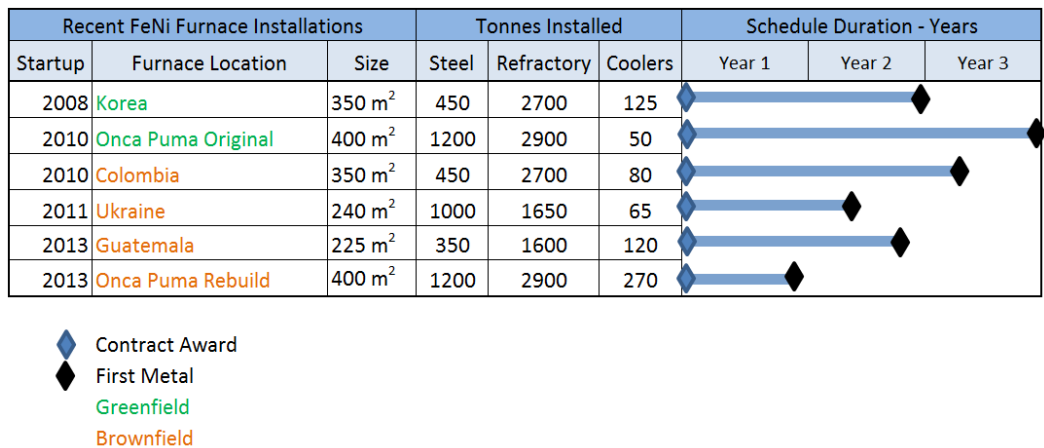 Recent FeNi Furnace Installations Tonnes Installed Schedule Duration - Years
Startup Furnace Location Size Steel Refractory Coolers Year 1 Year 2 Year 3
2008 Korea 350 m² 450 2700 125
2010 Onca Puma Original 400 m² 1200 2900 50
2010 Colombia 350 m² 450 2700 80
2011 Ukraine 240 m² 1000 1650 65
2013 Guatemala 225 m² 350 1600 120
2013 Onca Puma Rebuild 400 m² 1200 2900 270
Contract Award
First Metal
Greenfield
Brownfield